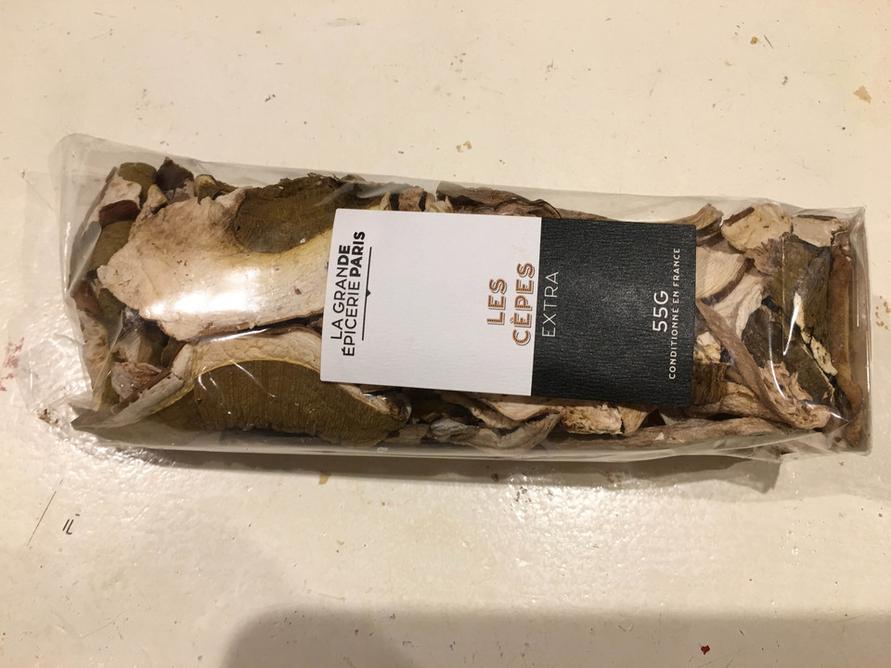 LA GRANDE
ÉPICERIE PARIS
LES
CÈPES
EXTRA
55G
CONDITIONNÉ EN FRANCE